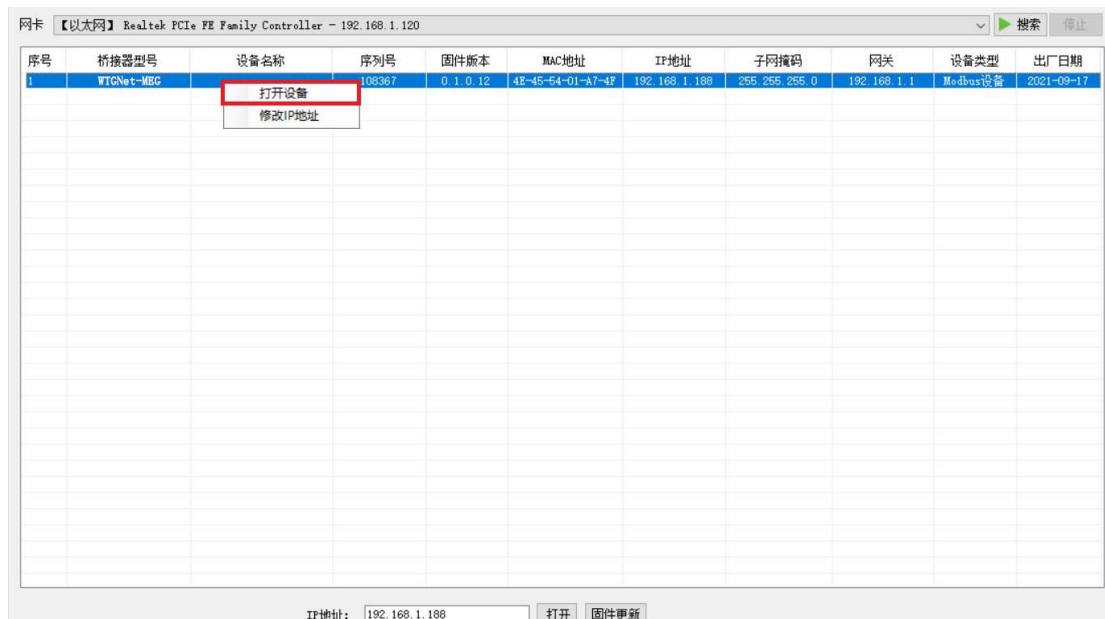 网卡 【以太网】 Realtek PCIe FE Family Controller - 192.168.1.120 搜索 停止
序号 桥接器型号 设备名称 序列号 固件版本 MAC地址 IP地址 子网掩码 网关 设备类型 出厂日期
1 WTGNet-MEG 108367 0.1.0.12 4E-45-54-01-A7-4F 192.168.1.188 255.255.255.0 192.168.1.1 Modbus设备 2021-09-17
打开设备
修改IP地址
IP地址: 192.168.1.188 打开 固件更新